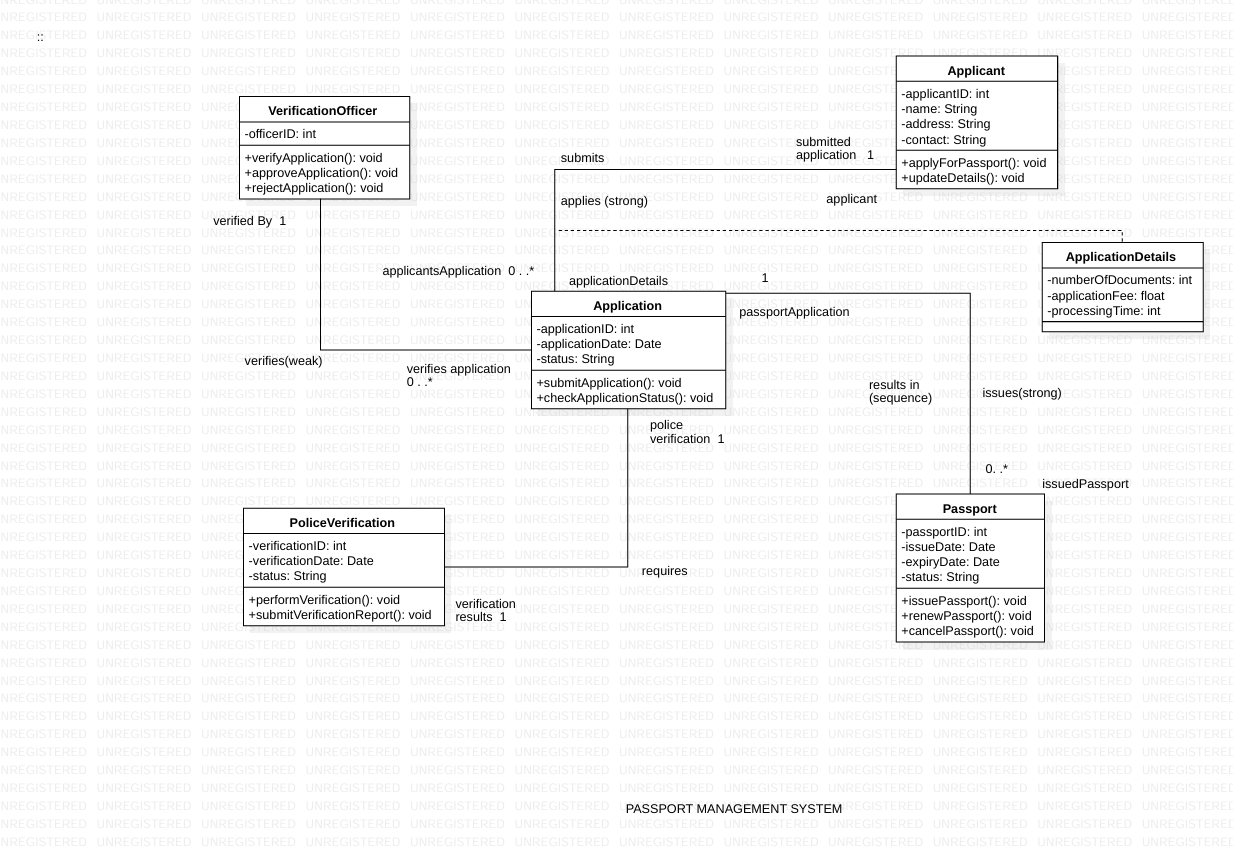 ::
Applicant
-applicantID: int
-name: String
-address: String
-contact: String
+applyForPassport(): void
+updateDetails(): void
VerificationOfficer
-officerID: int
+verifyApplication(): void
+approveApplication(): void
+rejectApplication(): void
submits
submitted
application 1
applies (strong)
applicant
verified By 1
applicantsApplication 0 . .*
applicationDetails
1
passportApplication
ApplicationDetails
-numberOfDocuments: int
-applicationFee: float
-processingTime: int
Application
-applicationID: int
-applicationDate: Date
-status: String
+submitApplication(): void
+checkApplicationStatus(): void
verifies(weak)
verifies application
0 . .*
results in
(sequence)
issues(strong)
police
verification 1
0. .*
issuedPassport
PoliceVerification
-verificationID: int
-verificationDate: Date
-status: String
+performVerification(): void
+submitVerificationReport(): void
requires
verification
results 1
Passport
-passportID: int
-issueDate: Date
-expiryDate: Date
-status: String
+issuePassport(): void
+renewPassport(): void
+cancelPassport(): void
PASSPORT MANAGEMENT SYSTEM
UNREGISTERED